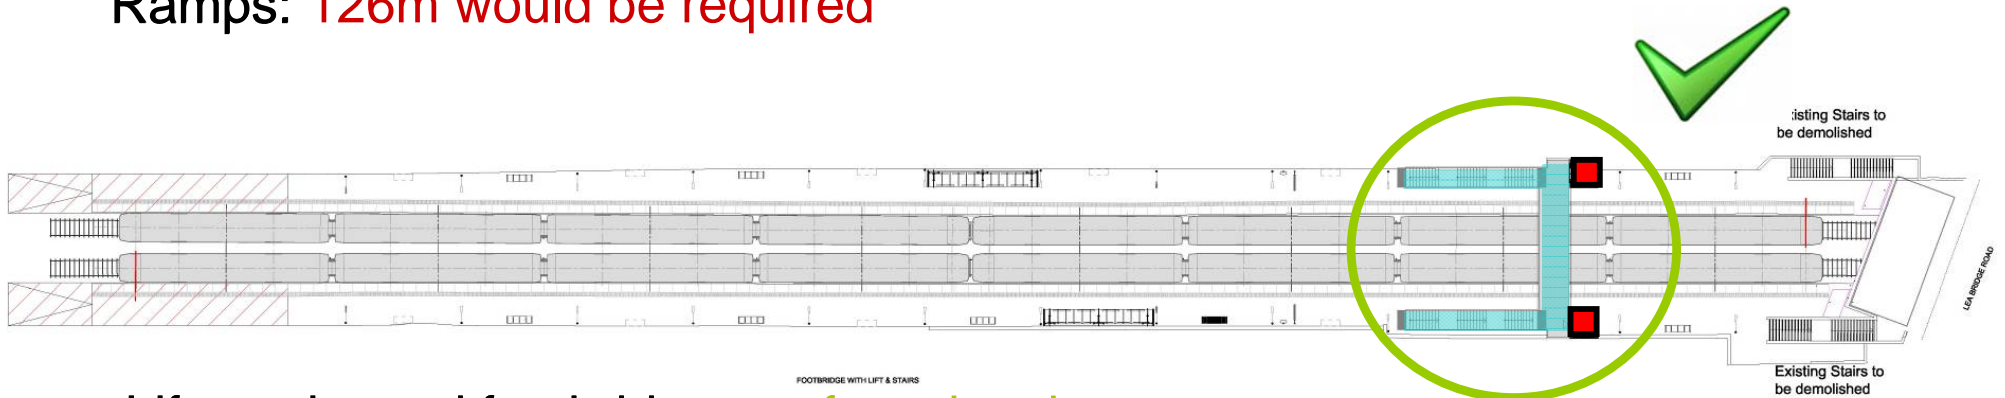 Ramps: 126m would be required
isting Stairs to
be demolished
LEA BRIDGE ROAD
FOOTBRIDGE WITH LIFT & STAIRS
Existing Stairs to
be demolished